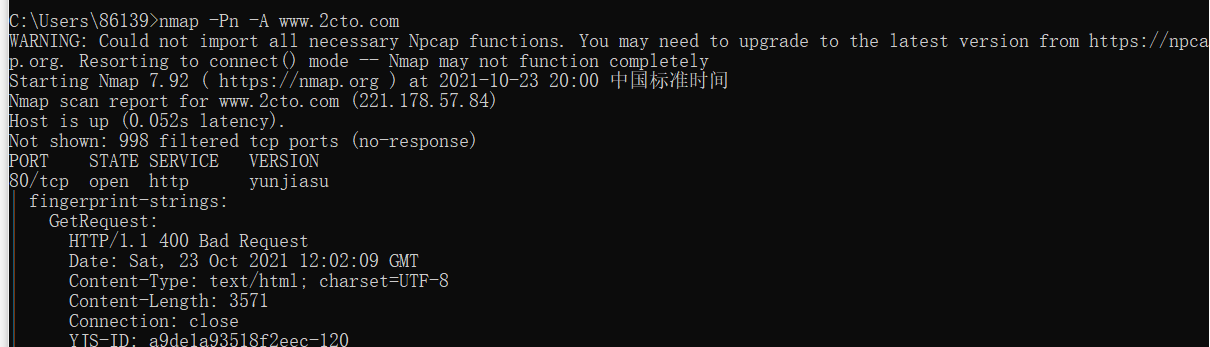 C:\Users\86139>nmap -Pn -A www.2cto.com
WARNING: Could not import all necessary Npcap functions. You may need to upgrade to the latest version from https://npca
p.org. Resorting to connect() mode -- Nmap may not function completely
Starting Nmap 7.92 ( https://nmap.org ) at 2021-10-23 20:00 中国标准时间
Nmap scan report for www.2cto.com (221.178.57.84)
Host is up (0.052s latency).
Not shown: 998 filtered tcp ports (no-response)
PORT   STATE SERVICE   VERSION
80/tcp open  http      yunjiasu
| fingerprint-strings:
|   GetRequest:
|     HTTP/1.1 400 Bad Request
|     Date: Sat, 23 Oct 2021 12:02:09 GMT
|     Content-Type: text/html; charset=UTF-8
|     Content-Length: 3571
|     Connection: close
|     YJS-ID: a9de1a93518f2eec-120